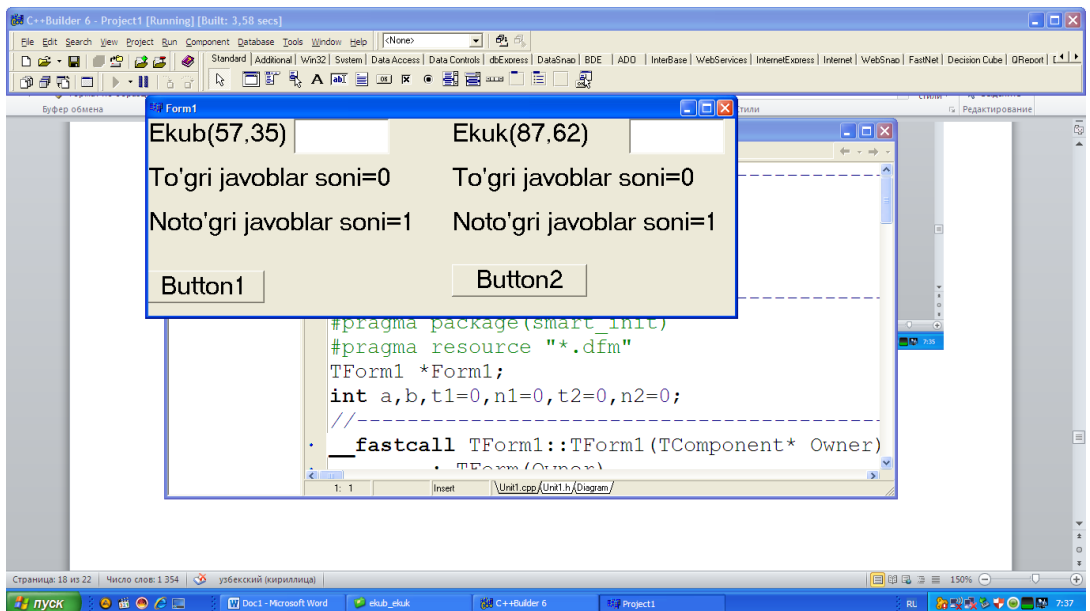 C++Builder 6 - Project1 [Running] [Built: 3,58 secs]
File Edit Search View Project Run Component Database Tools Window Help <None>
Standard Additional Win32 System Data Access Data Controls dbExpress DataSnap BDE ADO InterBase WebServices InternetExpress Internet WebSnap FastNet Decision Cube QReport
Буфер обмена
Редактирование
Form1
Ekub(57,35) Ekuk(87,62)
To'gri javoblar soni=0 To'gri javoblar soni=0
Noto'gri javoblar soni=1 Noto'gri javoblar soni=1
Button1 Button2
#pragma package(smart_init)
#pragma resource "*.dfm"
TForm1 *Form1;
int a,b,t1=0,n1=0,t2=0,n2=0;
//---------------------------------------
__fastcall TForm1::TForm1(TComponent* Owner)
: TForm(Owner)
1: 1 Insert \Unit1.cpp/Unit1.h/Diagram/
7:35
Страница: 18 из 22 Число слов: 1 354 узбекский (кириллица) 150%
пуск Doc1 - Microsoft Word ekub_ekuk C++Builder 6 Project1 RL 7:37